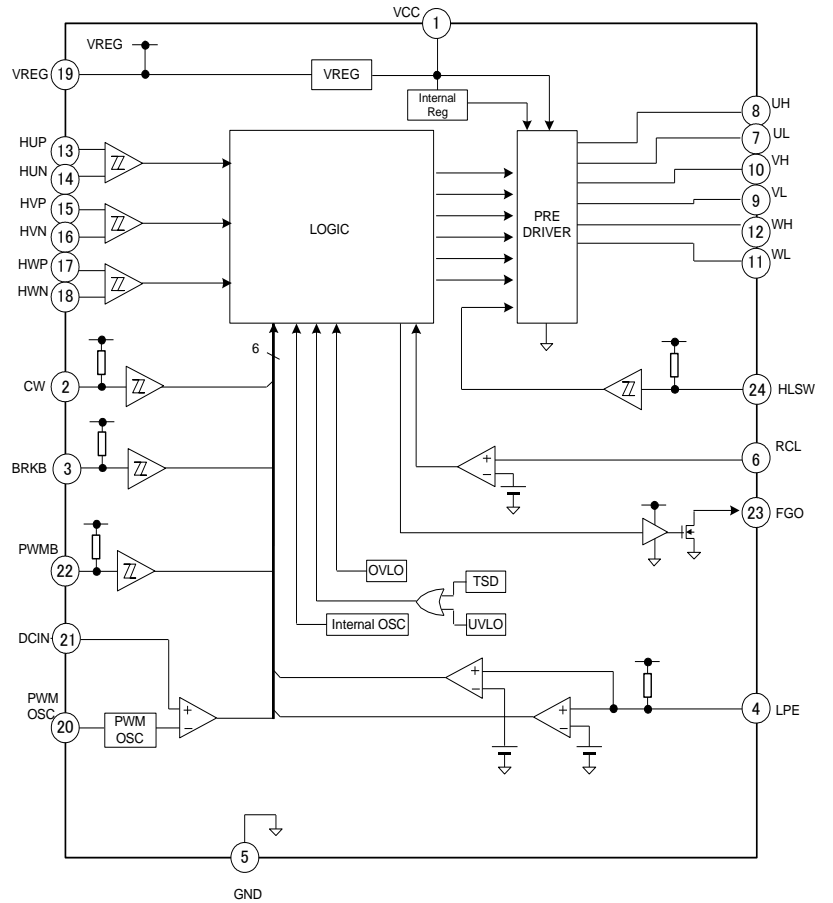 VCC
1
VREG
VREG 19
VREG
Internal
Reg
HUP 13
HUN 14
HVP 15
HVN 16
HWP 17
HWN 18
LOGIC
PRE
DRIVER
8 UH
7 UL
10 VH
9 VL
12 WH
11 WL
6
CW 2
24 HLSW
BRKB 3
+
−
6 RCL
23 FGO
PWMB 22
OVLO
TSD
Internal OSC
UVLO
DCIN 21
+
−
+
−
4 LPE
PWM
OSC 20
PWM
OSC
+
−
5
GND